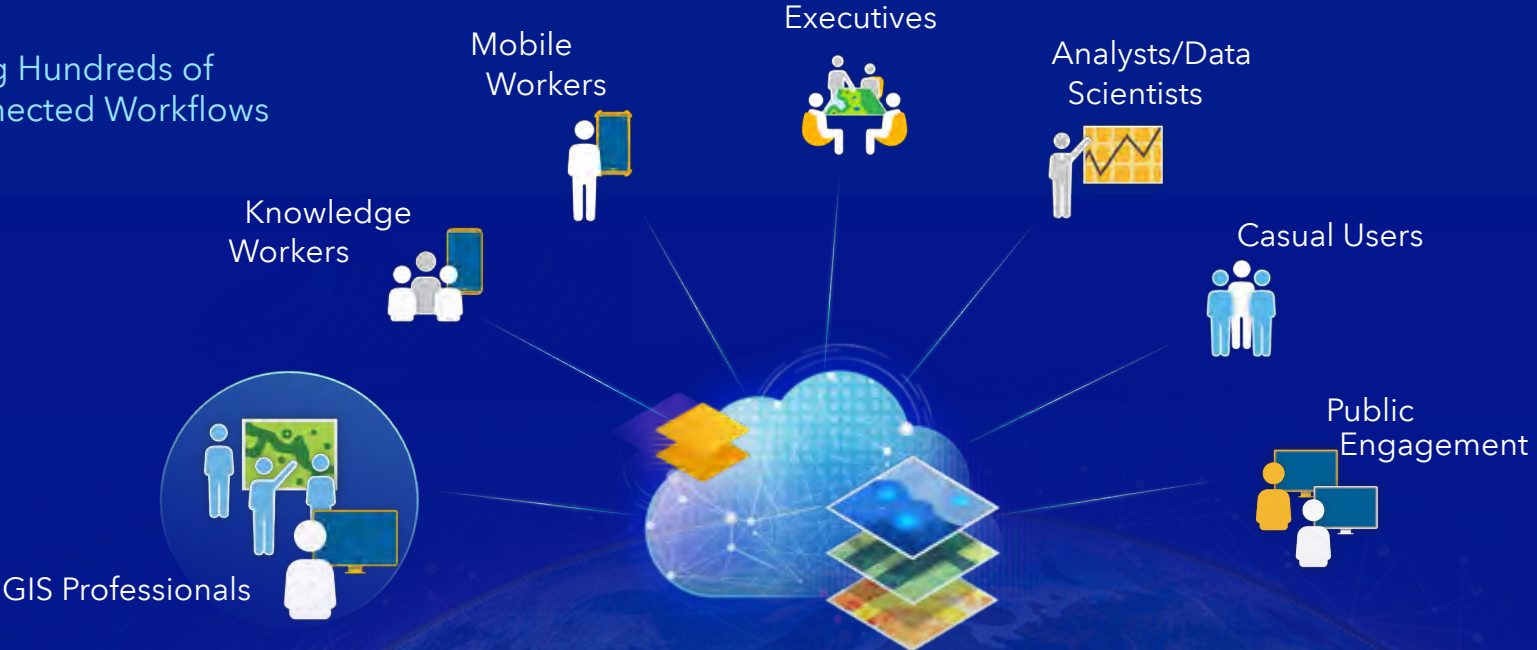 g Hundreds of
nected Workflows
Executives
Mobile
Workers
Analysts/Data
Scientists
Knowledge
Workers
Casual Users
Public
Engagement
GIS Professionals